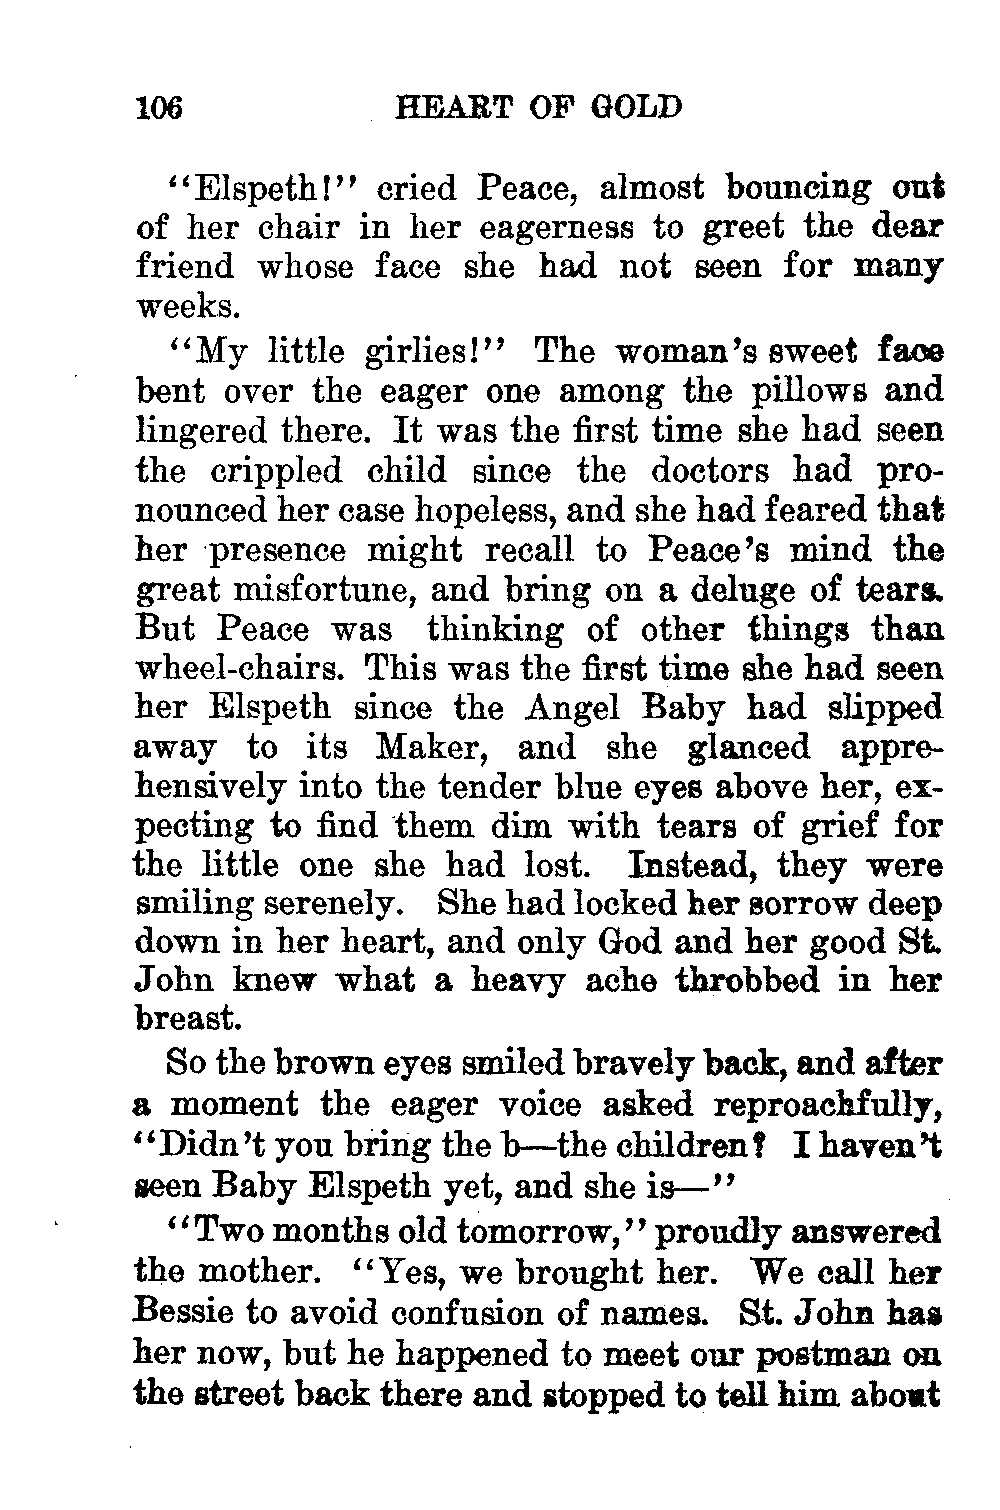 106 HEART OF GOLD
"Elspeth!" cried Peace, almost bouncing out
of her chair in her eagerness to greet the dear
friend whose face she had not seen for many
weeks.
"My little girlies!" The woman's sweet face
bent over the eager one among the pillows and
lingered there. It was the first time she had seen
the crippled child since the doctors had pro-
nounced her case hopeless, and she had feared that
her presence might recall to Peace's mind the
great misfortune, and bring on a deluge of tears.
But Peace was thinking of other things than
wheel-chairs. This was the first time she had seen
her Elspeth since the Angel Baby had slipped
away to its Maker, and she glanced appre-
hensively into the tender blue eyes above her, ex-
pecting to find them dim with tears of grief for
the little one she had lost. Instead, they were
smiling serenely. She had locked her sorrow deep
down in her heart, and only God and her good St.
John knew what a heavy ache throbbed in her
breast.
So the brown eyes smiled bravely back, and after
a moment the eager voice asked reproachfully,
"Didn't you bring the b—the children? I haven't
seen Baby Elspeth yet, and she is—"
"Two months old tomorrow," proudly answered
the mother. "Yes, we brought her. We call her
Bessie to avoid confusion of names. St. John has
her now, but he happened to meet our postman on
the street back there and stopped to tell him about